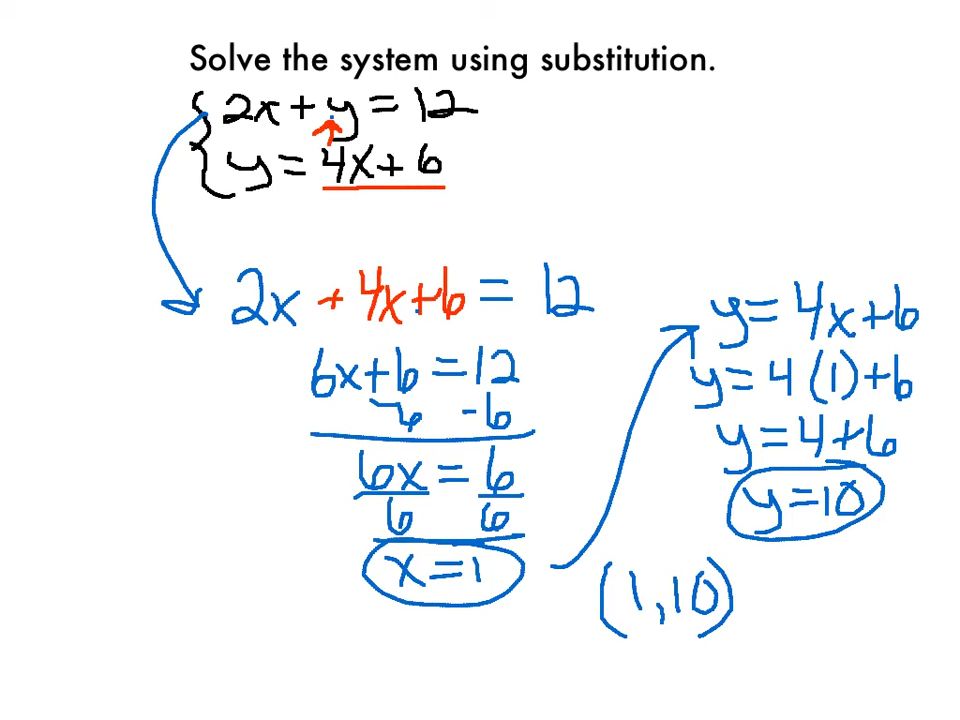 Solve the system using substitution.
2x + y = 12
y = 4x + 6
2x + 4x + 6 = 12
6x + 6 = 12
-6 -6
6x = 6
6 6
x = 1
y = 4x + 6
y = 4 (1) + 6
y = 4 + 6
y = 10
(1, 10)